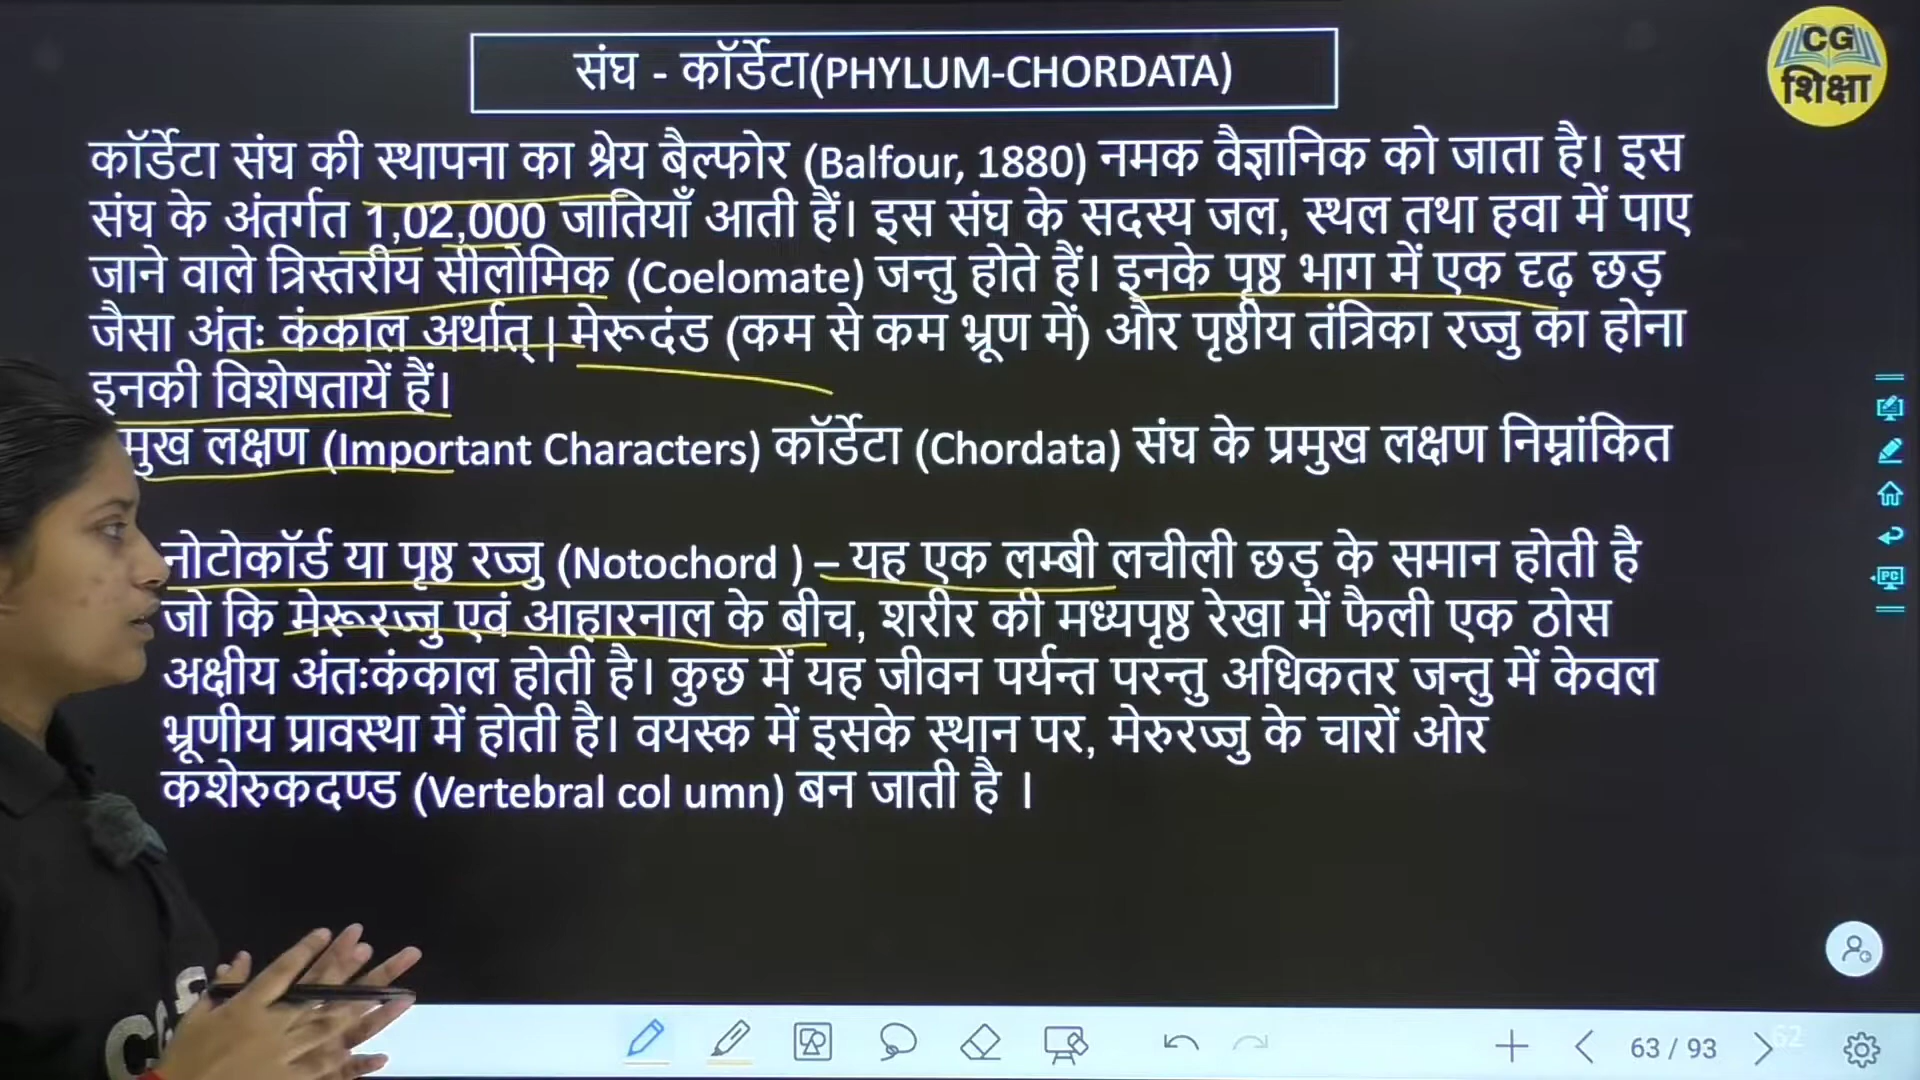 संघ - कॉर्डेटा(PHYLUM-CHORDATA)
CG
शिक्षा
कॉर्डेटा संघ की स्थापना का श्रेय बैल्फोर (Balfour, 1880) नमक वैज्ञानिक को जाता है। इस
संघ के अंतर्गत 1,02,000 जातियाँ आती हैं। इस संघ के सदस्य जल, स्थल तथा हवा में पाए
जाने वाले त्रिस्तरीय सीलोमिक (Coelomate) जन्तु होते हैं। इनके पृष्ठ भाग में एक दृढ़ छड़
जैसा अंतः कंकाल अर्थात् | मेरूदंड (कम से कम भ्रूण में) और पृष्ठीय तंत्रिका रज्जु का होना
इनकी विशेषतायें हैं।
मुख लक्षण (Important Characters) कॉर्डेटा (Chordata) संघ के प्रमुख लक्षण निम्नांकित
नोटोकॉर्ड या पृष्ठ रज्जु (Notochord ) – यह एक लम्बी लचीली छड़ के समान होती है
जो कि मेरूरज्जु एवं आहारनाल के बीच, शरीर की मध्यपृष्ठ रेखा में फैली एक ठोस
अक्षीय अंतःकंकाल होती है। कुछ में यह जीवन पर्यन्त परन्तु अधिकतर जन्तु में केवल
भ्रूणीय प्रावस्था में होती है। वयस्क में इसके स्थान पर, मेरुरज्जु के चारों ओर
कशेरुकदण्ड (Vertebral col umn) बन जाती है ।
PC
63 / 93
62